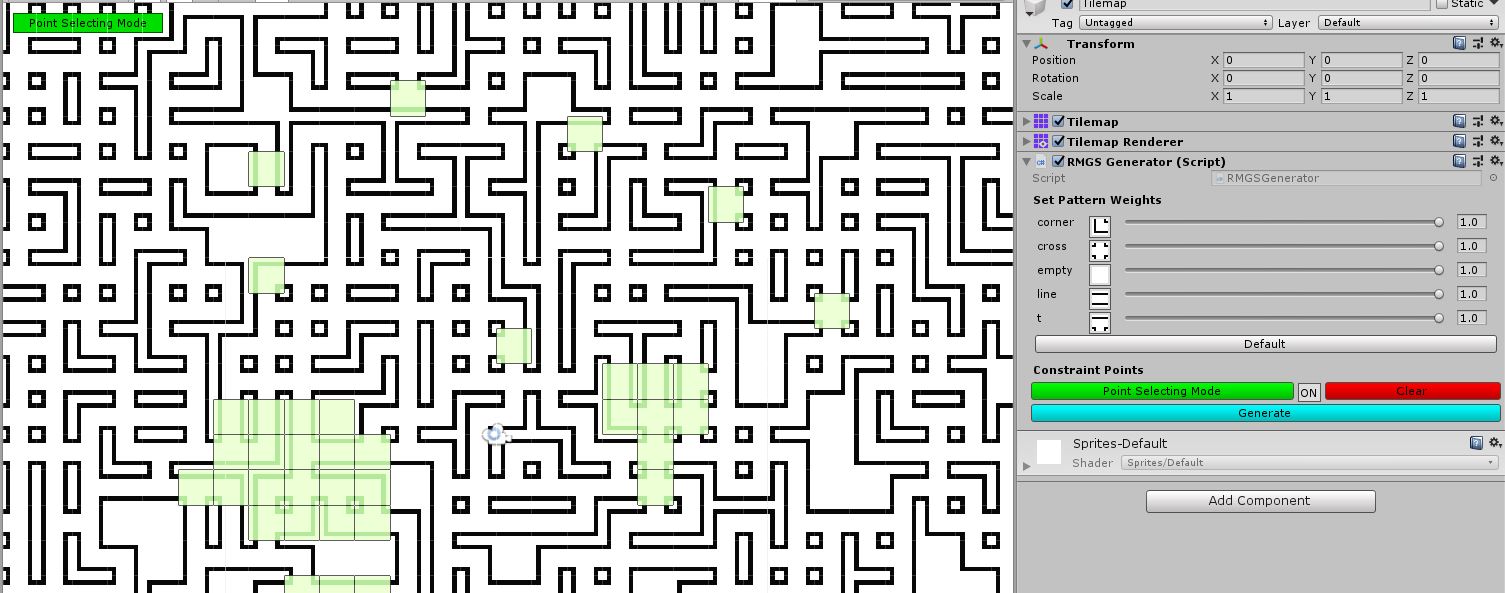 Point Selecting Mode
Tilemap
Static
Tag Untagged Layer Default
Transform
Position X 0 Y 0 Z 0
Rotation X 0 Y 0 Z 0
Scale X 1 Y 1 Z 1
Tilemap
Tilemap Renderer
RMGS Generator (Script)
Script RMGSGenerator
Set Pattern Weights
corner 1.0
cross 1.0
empty 1.0
line 1.0
t 1.0
Default
Constraint Points
Point Selecting Mode ON Clear
Generate
Sprites-Default
Shader Sprites/Default
Add Component